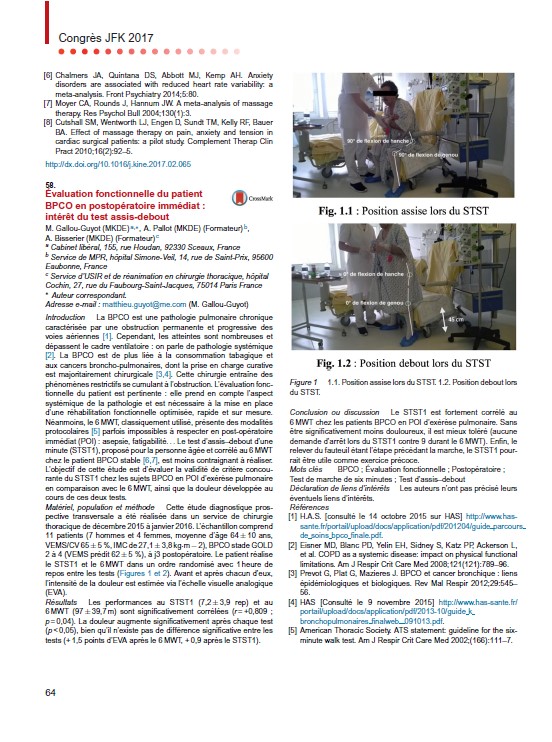 Congrès JFK 2017
[6] Chalmers JA, Quintana DS, Abbott MJ, Kemp AH. Anxiety
disorders are associated with reduced heart rate variability: a
meta-analysis. Front Psychiatry 2014;5:80.
[7] Moyer CA, Rounds J, Hannum JW. A meta-analysis of massage
therapy. Res Psychol Bull 2004;130(1):3.
[8] Cutshall SM, Wentworth LJ, Engen D, Sundt TM, Kelly RF, Bauer
BA. Effect of massage therapy on pain, anxiety and tension in
cardiac surgical patients: a pilot study. Complement Therap Clin
Pract 2010;16(2):92–5.
http://dx.doi.org/10.1016/j.kine.2017.02.065
58.
Évaluation fonctionnelle du patient
BPCO en postopératoire immédiat :
intérêt du test assis-debout
CrossMark
M. Gallou-Guyot (MKDE) a,*, A. Pallot (MKDE) (Formateur) b,
A. Bisserier (MKDE) (Formateur) c
a Cabinet libéral, 155, rue Houdan, 92330 Sceaux, France
b Service de MPR, hôpital Simone-Veil, 14, rue de Saint-Prix, 95600
Eaubonne, France
c Service d'USIR et de réanimation en chirurgie thoracique, hôpital
Cochin, 27, rue du Faubourg-Saint-Jacques, 75014 Paris France
* Auteur correspondant.
Adresse e-mail : matthieu.guyot@me.com (M. Gallou-Guyot)
Introduction La BPCO est une pathologie pulmonaire chronique
caractérisée par une obstruction permanente et progressive des
voies aériennes [1]. Cependant, les atteintes sont nombreuses et
dépassent le cadre ventilatoire : on parle de pathologie systémique
[2]. La BPCO est de plus liée à la consommation tabagique et
aux cancers broncho-pulmonaires, dont la prise en charge curative
est majoritairement chirurgicale [3,4]. Cette chirurgie entraîne des
phénomènes restrictifs se cumulant à l'obstruction. L'évaluation fonc-
tionnelle du patient est pertinente : elle prend en compte l'aspect
systémique de la pathologie et est nécessaire à la mise en place
d'une réhabilitation fonctionnelle optimisée, rapide et sur mesure.
Néanmoins, le 6 MWT, classiquement utilisé, présente des modalités
protocolaires [5] parfois impossibles à respecter en post-opératoire
immédiat (POI) : asepsie, fatigabilité... Le test d'assis–debout d'une
minute (STST1), proposé pour la personne âgée et corrélé au 6 MWT
chez le patient BPCO stable [6,7], est moins contraignant à réaliser.
L'objectif de cette étude est d'évaluer la validité de critère concou-
rante du STST1 chez les sujets BPCO en POI d'exérèse pulmonaire
en comparaison avec le 6 MWT, ainsi que la douleur développée au
cours de ces deux tests.
Matériel, population et méthode Cette étude diagnostique pros-
pective transversale a été réalisée dans un service de chirurgie
thoracique de décembre 2015 à janvier 2016. L'échantillon comprend
11 patients (7 hommes et 4 femmes, moyenne d'âge 64 ± 10 ans,
VEMS/CV 65 ± 5 %, IMC de 27,1 ± 3,8 kg·m – 2), BPCO stade GOLD
2 à 4 (VEMS prédit 62 ± 5 %), à j3 postopératoire. Le patient réalise
le STST1 et le 6 MWT dans un ordre randomisé avec 1 heure de
repos entre les tests (Figures 1 et 2). Avant et après chacun d'eux,
l'intensité de la douleur est estimée via l'échelle visuelle analogique
(EVA).
Résultats Les performances au STST1 (7,2 ± 3,9 rep) et au
6 MWT (97 ± 39,7 m) sont significativement corrélées (r = +0,809 ;
p = 0,04). La douleur augmente significativement après chaque test
(p < 0,05), bien qu'il n'existe pas de différence significative entre les
tests (+ 1,5 points d'EVA après le 6 MWT, + 0,9 après le STST1).
90° de flexion de hanche
90° de flexion de genou
Fig. 1.1 : Position assise lors du STST
0° de flexion de hanche
0° de flexion de genou
45 cm
Fig. 1.2 : Position debout lors du STST
Figure 1 1.1. Position assise lors du STST. 1.2. Position debout lors
du STST.
Conclusion ou discussion Le STST1 est fortement corrélé au
6 MWT chez les patients BPCO en POI d'exérèse pulmonaire. Sans
être significativement moins douloureux, il est mieux toléré (aucune
demande d'arrêt lors du STST1 contre 9 durant le 6 MWT). Enfin, le
relever du fauteuil étant l'étape précédant la marche, le STST1 pour-
rait être utile comme exercice précoce.
Mots clés BPCO ; Évaluation fonctionnelle ; Postopératoire ;
Test de marche de six minutes ; Test d'assis–debout
Déclaration de liens d'intérêts Les auteurs n'ont pas précisé leurs
éventuels liens d'intérêts.
Références
[1] H.A.S. [consulté le 14 octobre 2015 sur HAS] http://www.has-
sante.fr/portail/upload/docs/application/pdf/201204/guide_parcours_
de_soins_bpco_finale.pdf.
[2] Eisner MD, Blanc PD, Yelin EH, Sidney S, Katz PP, Ackerson L,
et al. COPD as a systemic disease: impact on physical functional
limitations. Am J Respir Crit Care Med 2008;121(121):789–96.
[3] Prevot G, Plat G, Mazieres J. BPCO et cancer bronchique : liens
épidémiologiques et biologiques. Rev Mal Respir 2012;29:545–
56.
[4] HAS [Consulté le 9 novembre 2015] http://www.has-sante.fr/
portail/upload/docs/application/pdf/2013-10/guide_k_
bronchopulmonaires_finalweb_091013.pdf.
[5] American Thoracic Society. ATS statement: guideline for the six-
minute walk test. Am J Respir Crit Care Med 2002;(166):111–7.
64